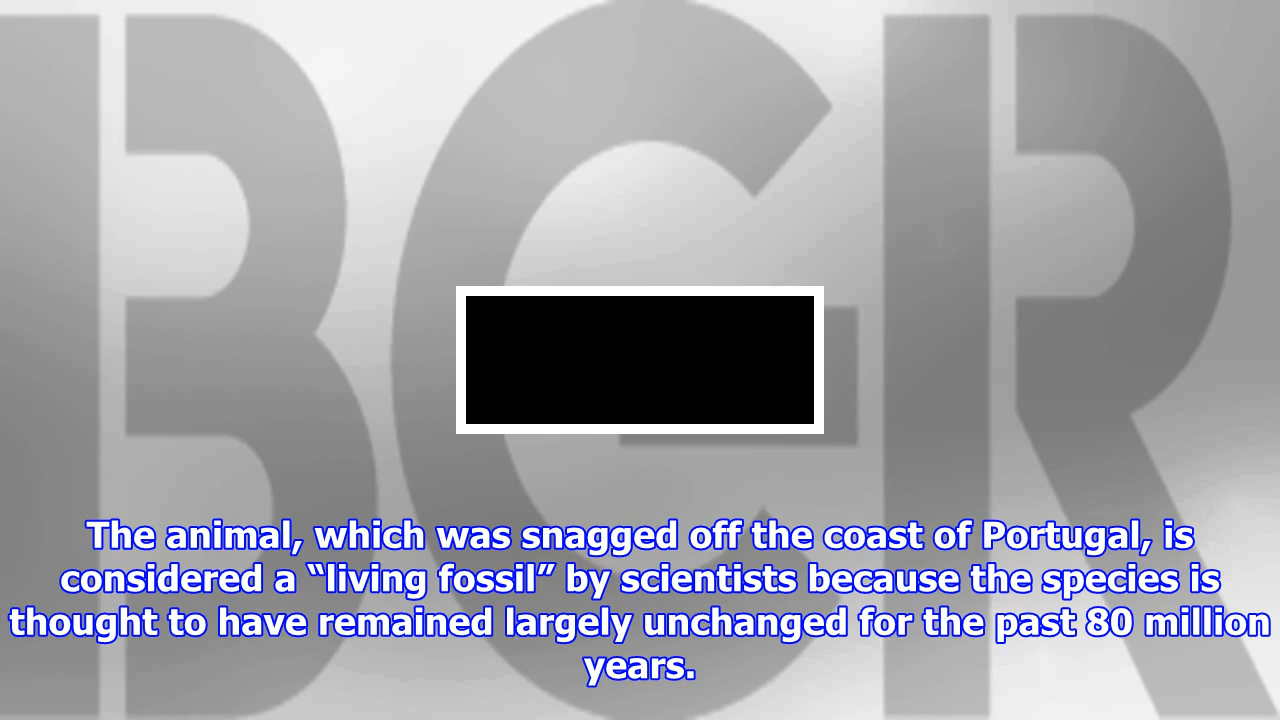 BGR
The animal, which was snagged off the coast of Portugal, is
considered a “living fossil” by scientists because the species is
thought to have remained largely unchanged for the past 80 million
years.